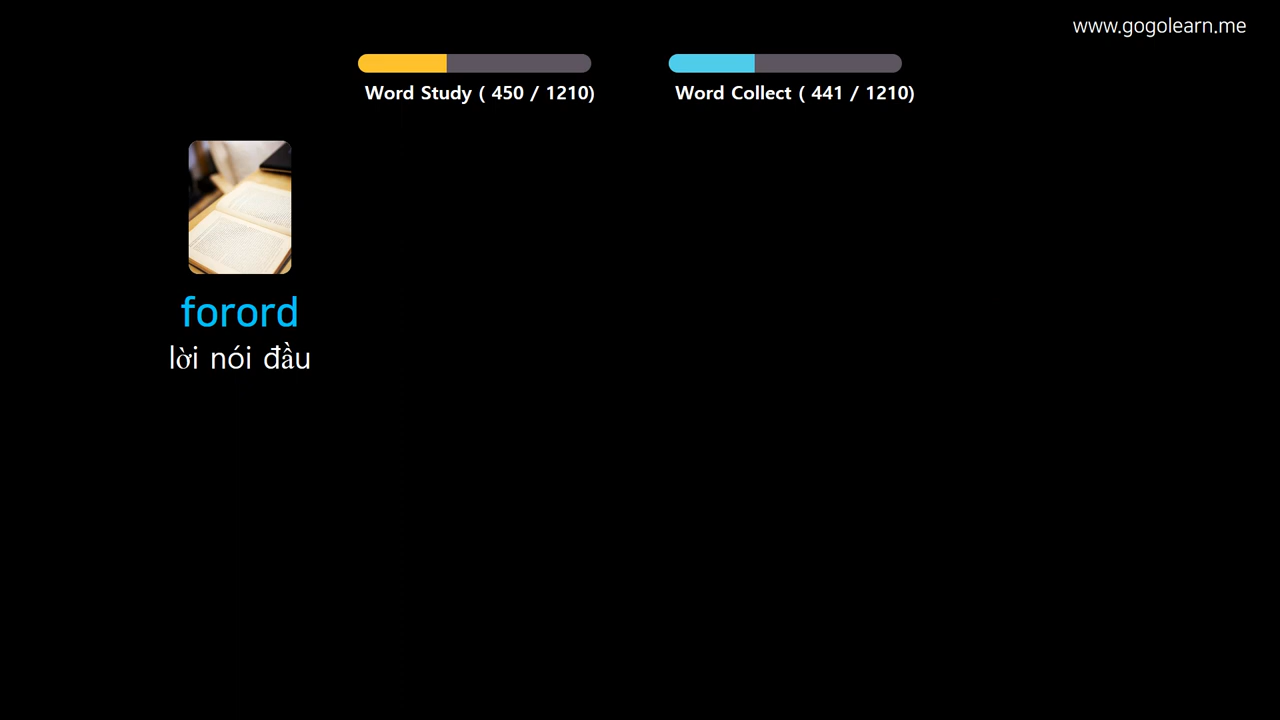 www.gogolearn.me
Word Study ( 450 / 1210)
Word Collect ( 441 / 1210)
forord
lời nói đầu